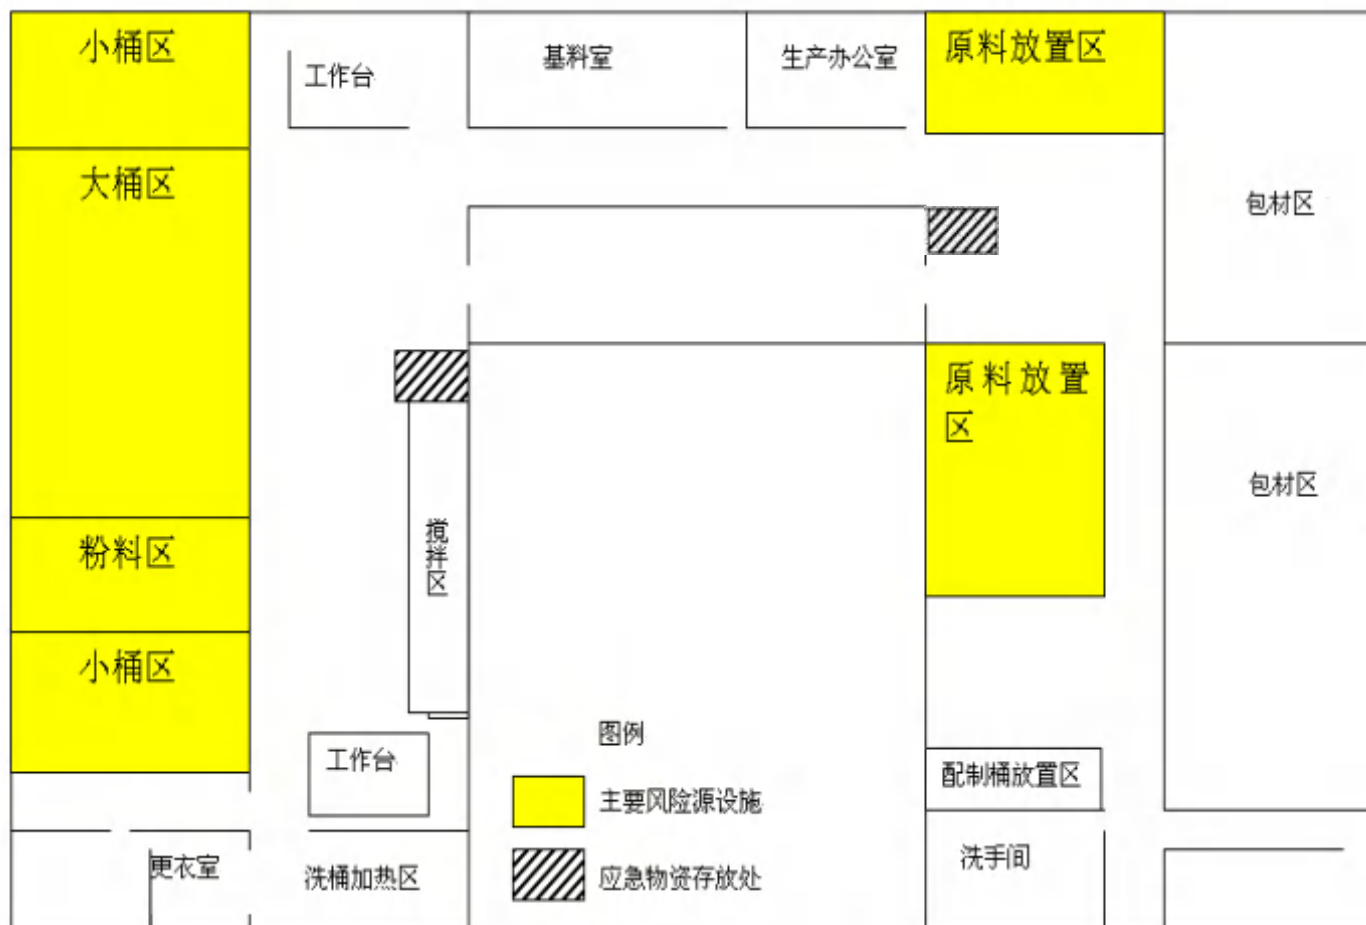 小桶区
工作台
基料室
生产办公室
原料放置区
大桶区
包材区
原料放置
区
包材区
搅拌区
粉料区
小桶区
图例
工作台
主要风险源设施
配制桶放置区
更衣室
洗桶加热区
应急物资存放处
洗手间